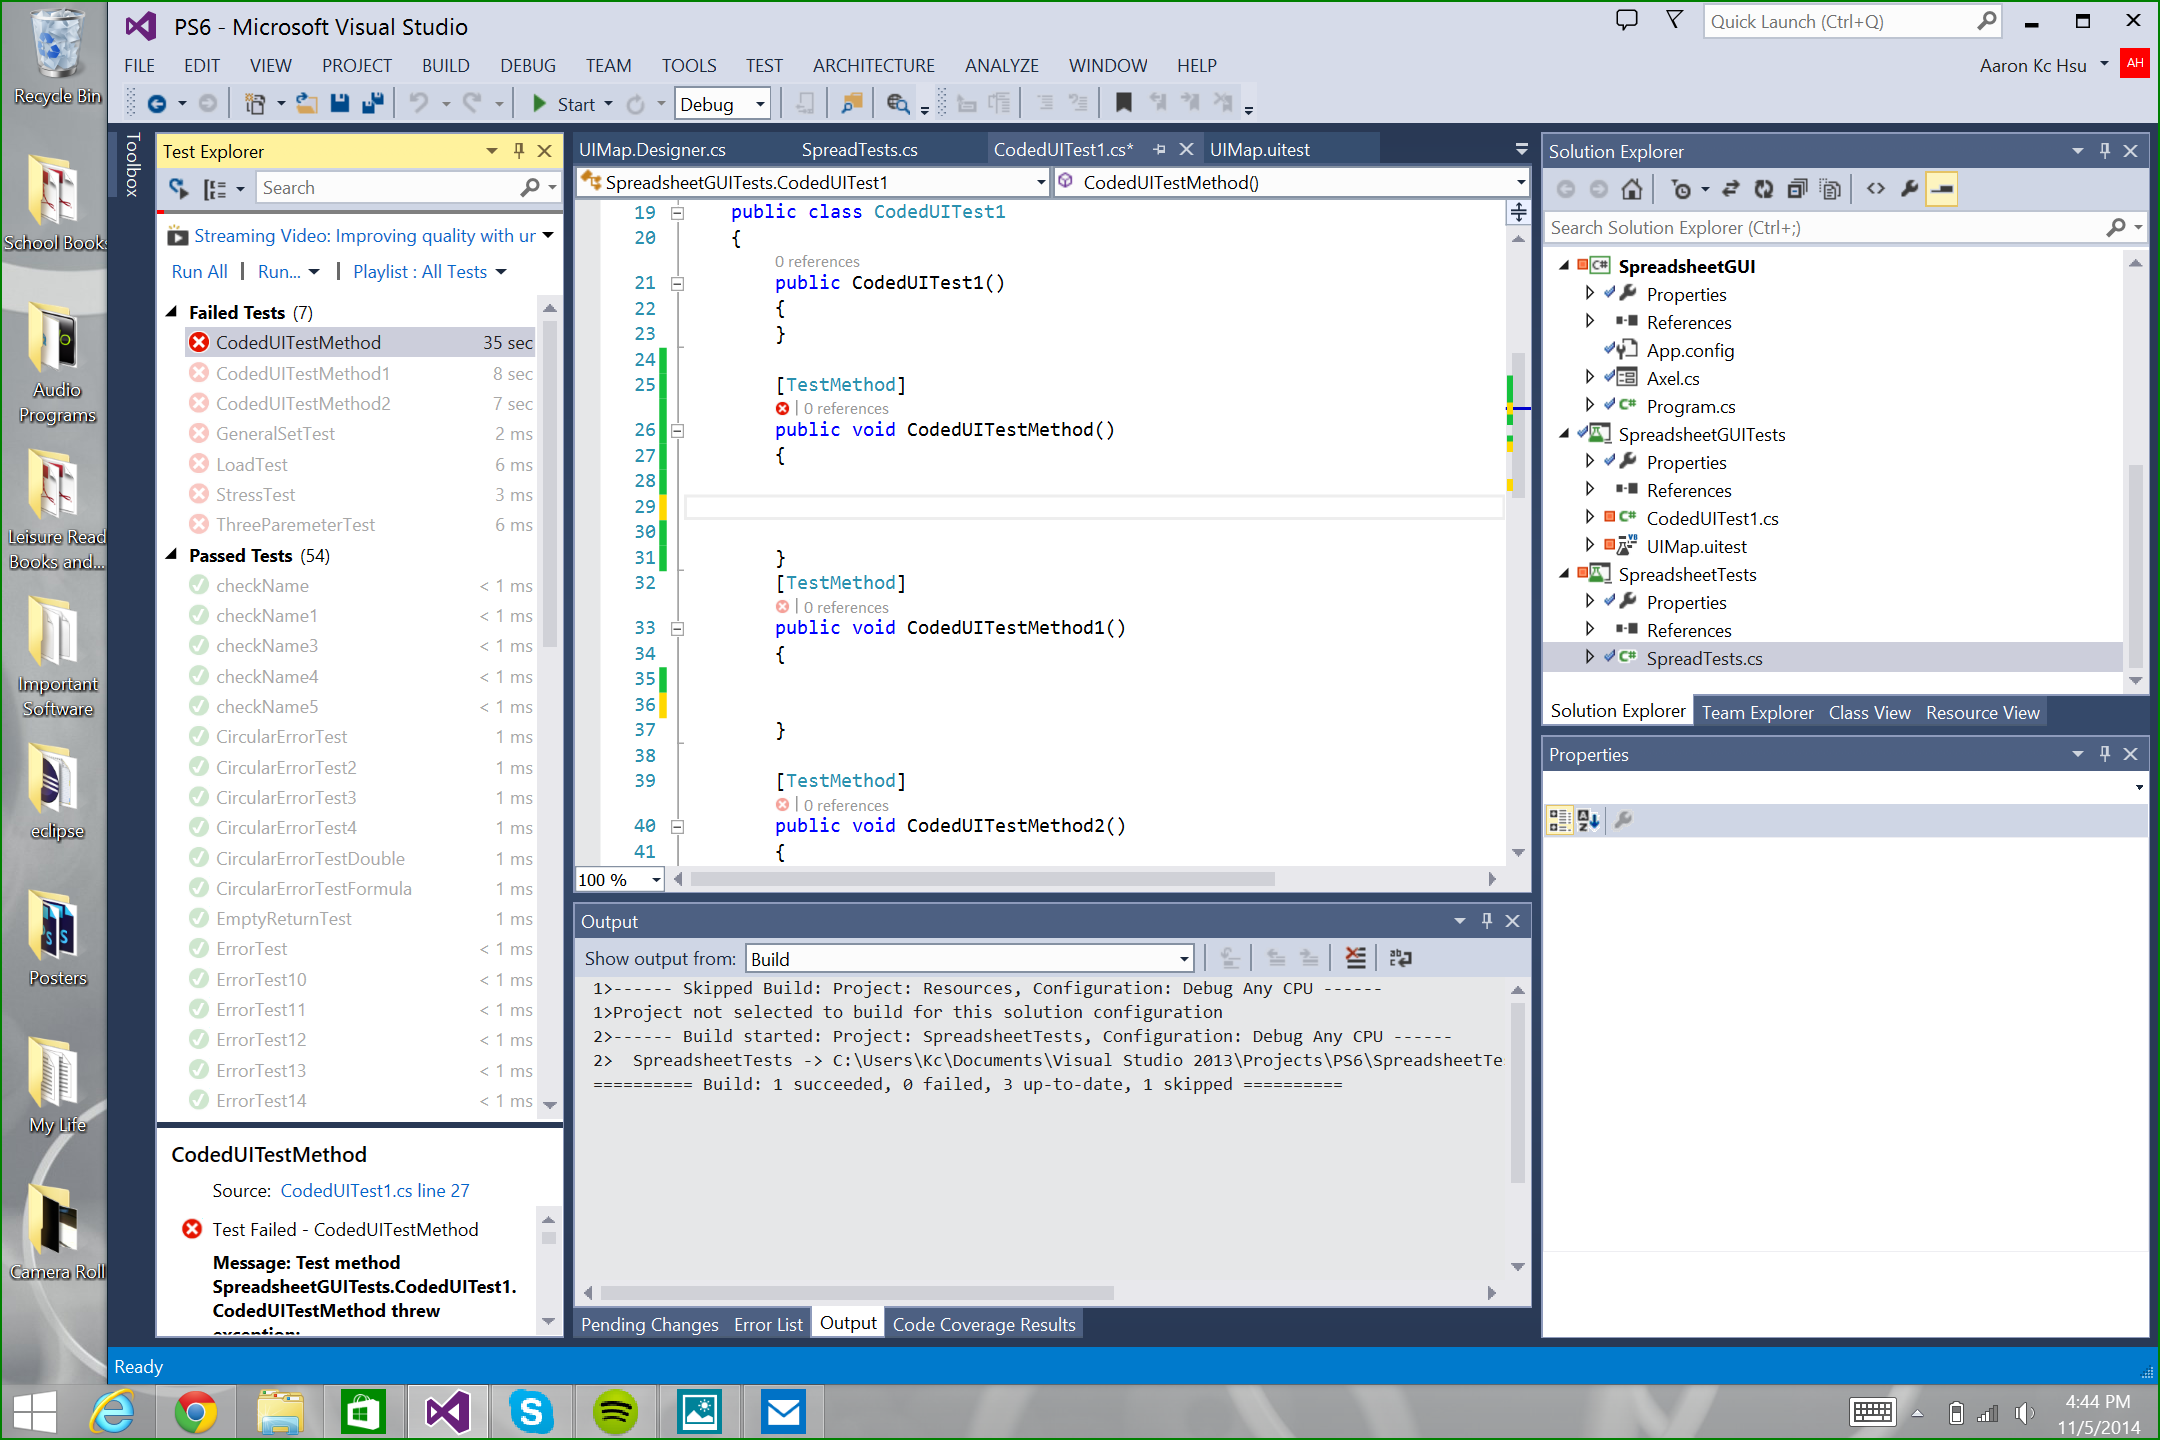 Recycle Bin
School Books
Audio Programs
Leisure Read Books and...
Important Software
eclipse
Posters
My Life
Camera Roll
PS6 - Microsoft Visual Studio
Quick Launch (Ctrl+Q)
FILE EDIT VIEW PROJECT BUILD DEBUG TEAM TOOLS TEST ARCHITECTURE ANALYZE WINDOW HELP
Aaron Kc Hsu AH
Start Debug
Toolbox
Test Explorer
Search
Streaming Video: Improving quality with ur
Run All | Run... | Playlist : All Tests
Failed Tests (7)
CodedUITestMethod 35 sec
CodedUITestMethod1 8 sec
CodedUITestMethod2 7 sec
GeneralSetTest 2 ms
LoadTest 6 ms
StressTest 3 ms
ThreeParemeterTest 6 ms
Passed Tests (54)
checkName < 1 ms
checkName1 < 1 ms
checkName3 < 1 ms
checkName4 < 1 ms
checkName5 < 1 ms
CircularErrorTest 1 ms
CircularErrorTest2 1 ms
CircularErrorTest3 1 ms
CircularErrorTest4 1 ms
CircularErrorTestDouble 1 ms
CircularErrorTestFormula 1 ms
EmptyReturnTest 1 ms
ErrorTest < 1 ms
ErrorTest10 < 1 ms
ErrorTest11 < 1 ms
ErrorTest12 < 1 ms
ErrorTest13 < 1 ms
ErrorTest14 < 1 ms
CodedUITestMethod
Source: CodedUITest1.cs line 27
Test Failed - CodedUITestMethod
Message: Test method
SpreadsheetGUITests.CodedUITest1.
CodedUITestMethod threw
exception:
UIMap.Designer.cs SpreadTests.cs CodedUITest1.cs* UIMap.uitest
SpreadsheetGUITests.CodedUITest1 CodedUITestMethod()
19 public class CodedUITest1
20 {
0 references
21 public CodedUITest1()
22 {
23 }
24
25 [TestMethod]
| 0 references
26 public void CodedUITestMethod()
27 {
28
29
30
31 }
32 [TestMethod]
| 0 references
33 public void CodedUITestMethod1()
34 {
35
36
37 }
38
39 [TestMethod]
| 0 references
40 public void CodedUITestMethod2()
41 {
100 %
Output
Show output from: Build
1>------ Skipped Build: Project: Resources, Configuration: Debug Any CPU ------
1>Project not selected to build for this solution configuration
2>------ Build started: Project: SpreadsheetTests, Configuration: Debug Any CPU ------
2> SpreadsheetTests -> C:\Users\Kc\Documents\Visual Studio 2013\Projects\PS6\SpreadsheetTe
========== Build: 1 succeeded, 0 failed, 3 up-to-date, 1 skipped ==========
Pending Changes Error List Output Code Coverage Results
Solution Explorer
Search Solution Explorer (Ctrl+;)
SpreadsheetGUI
Properties
References
App.config
Axel.cs
Program.cs
SpreadsheetGUITests
Properties
References
CodedUITest1.cs
UIMap.uitest
SpreadsheetTests
Properties
References
SpreadTests.cs
Solution Explorer Team Explorer Class View Resource View
Properties
Ready
4:44 PM
11/5/2014